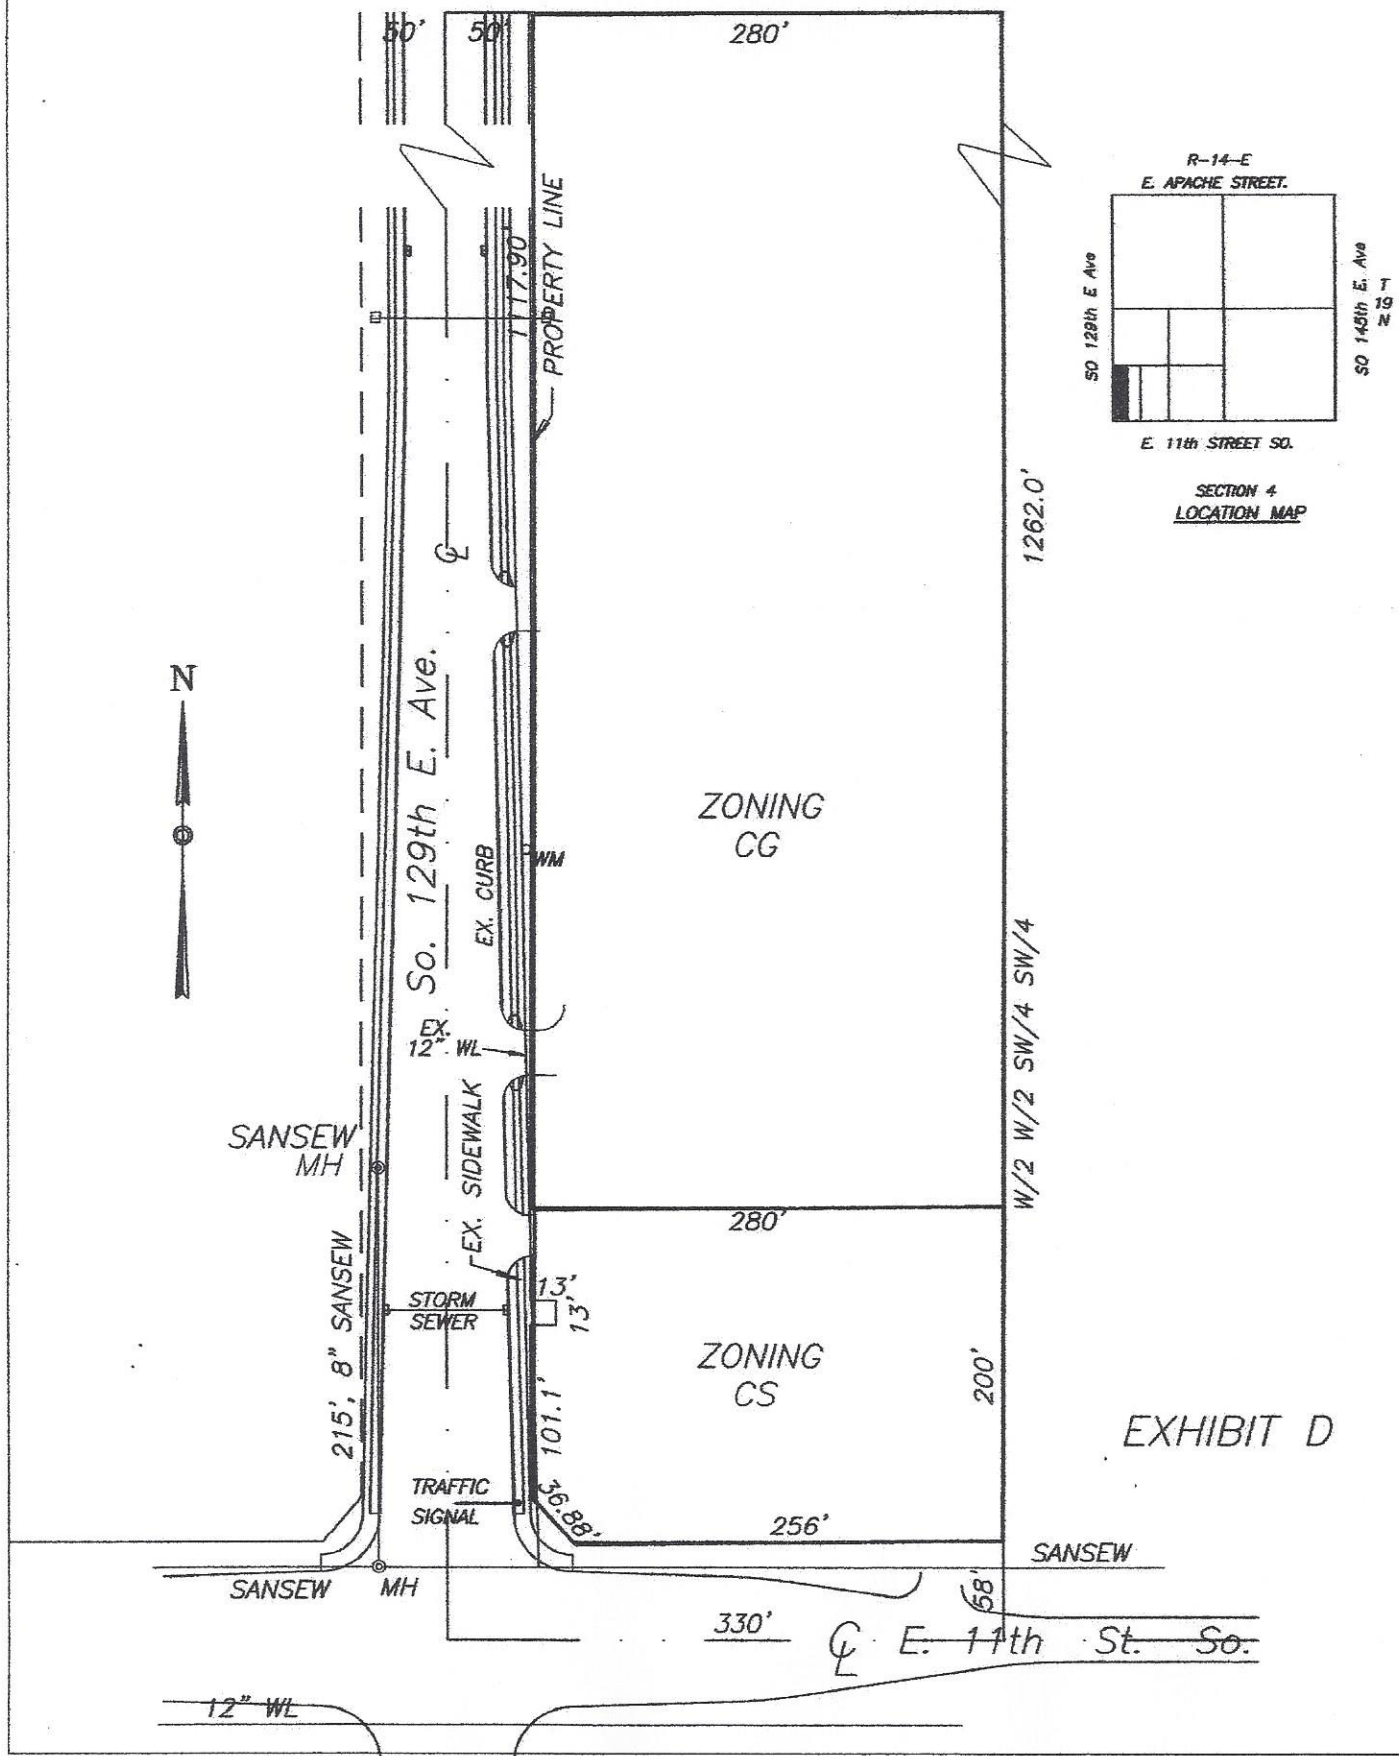 50'
50'
280'
R-14-E
E. APACHE STREET.
SO 129th E Ave
SO 145th E. Ave
T
19
N
E. 11th STREET SO.
SECTION 4
LOCATION MAP
1117.90'
PROPERTY LINE
1262.0'
CL
N
So. 129th E. Ave.
ZONING
CG
EX. CURB
WM
EX.
12" WL
W/2 W/2 SW/4 SW/4
SANSEW
MH
EX. SIDEWALK
280'
215', 8" SANSEW
STORM
SEWER
13'
13'
ZONING
CS
200'
101.1'
EXHIBIT D
TRAFFIC
SIGNAL
36.88'
256'
SANSEW
SANSEW
MH
58'
330'
CL E. 11th St. So.
12" WL